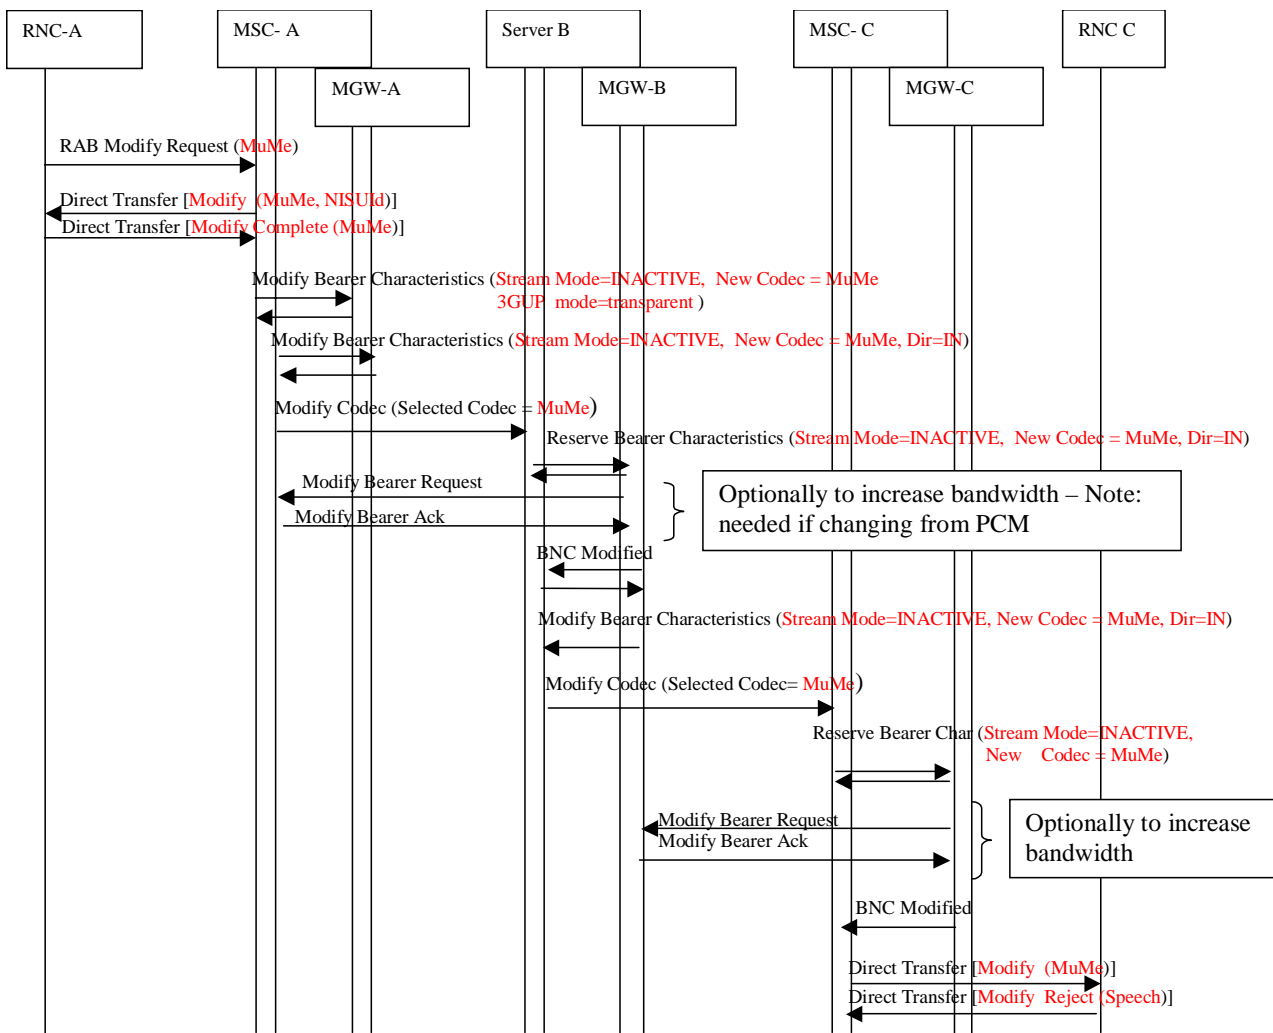 RNC-A
MSC- A
Server B
MSC- C
RNC C
MGW-A
MGW-B
MGW-C
RAB Modify Request (MuMe)
Direct Transfer [Modify (MuMe, NISUId)]
Direct Transfer [Modify Complete (MuMe)]
Modify Bearer Characteristics (Stream Mode=INACTIVE, New Codec = MuMe
3GUP mode=transparent )
Modify Bearer Characteristics (Stream Mode=INACTIVE, New Codec = MuMe, Dir=IN)
Modify Codec (Selected Codec = MuMe)
Reserve Bearer Characteristics (Stream Mode=INACTIVE, New Codec = MuMe, Dir=IN)
Modify Bearer Request
Optionally to increase bandwidth – Note:
needed if changing from PCM
Modify Bearer Ack
BNC Modified
Modify Bearer Characteristics (Stream Mode=INACTIVE, New Codec = MuMe, Dir=IN)
Modify Codec (Selected Codec= MuMe)
Reserve Bearer Char (Stream Mode=INACTIVE,
New Codec = MuMe)
Modify Bearer Request
Modify Bearer Ack
Optionally to increase
bandwidth
BNC Modified
Direct Transfer [Modify (MuMe)]
Direct Transfer [Modify Reject (Speech)]